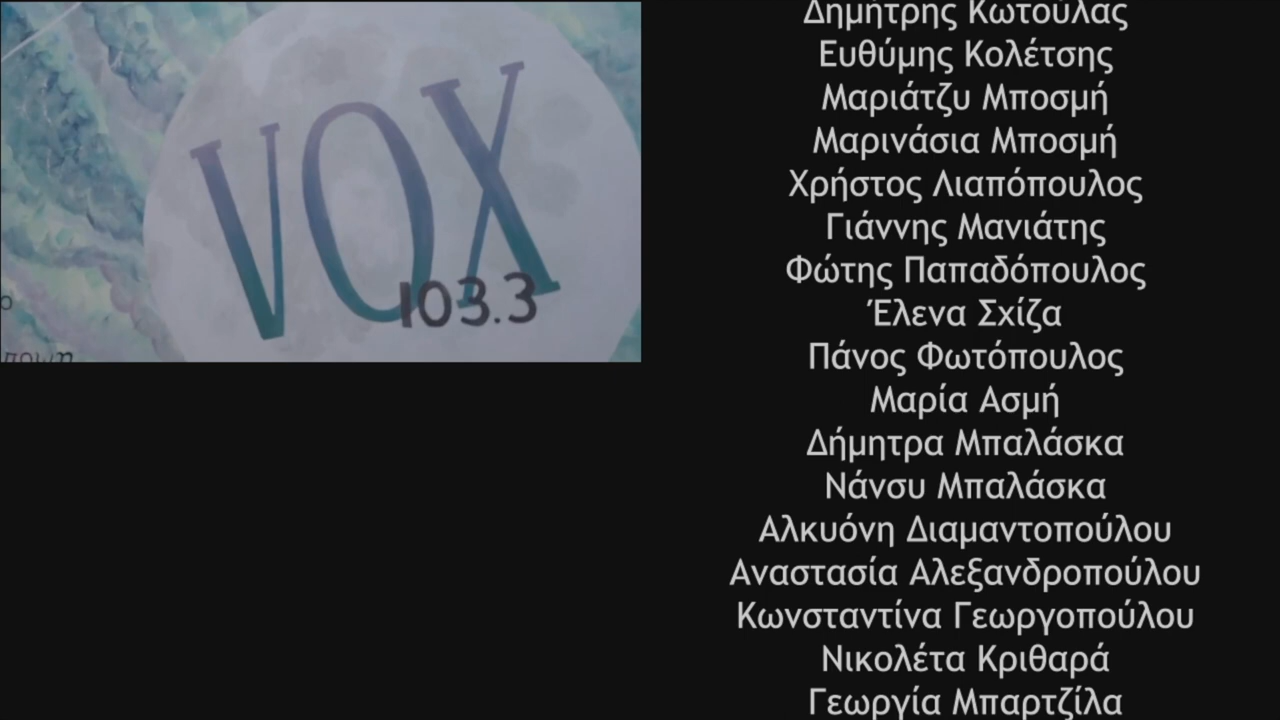 VOX
103.3
πρώτη
Δημήτρης Κωτούλας
Ευθύμης Κολέτσης
Μαριάτζυ Μποσμή
Μαρινάσια Μποσμή
Χρήστος Λιαπόπουλος
Γιάννης Μανιάτης
Φώτης Παπαδόπουλος
Έλενα Σχίζα
Πάνος Φωτόπουλος
Μαρία Ασμή
Δήμητρα Μπαλάσκα
Νάνσυ Μπαλάσκα
Αλκυόνη Διαμαντοπούλου
Αναστασία Αλεξανδροπούλου
Κωνσταντίνα Γεωργοπούλου
Νικολέτα Κριθαρά
Γεωργία Μπαρτζίλα